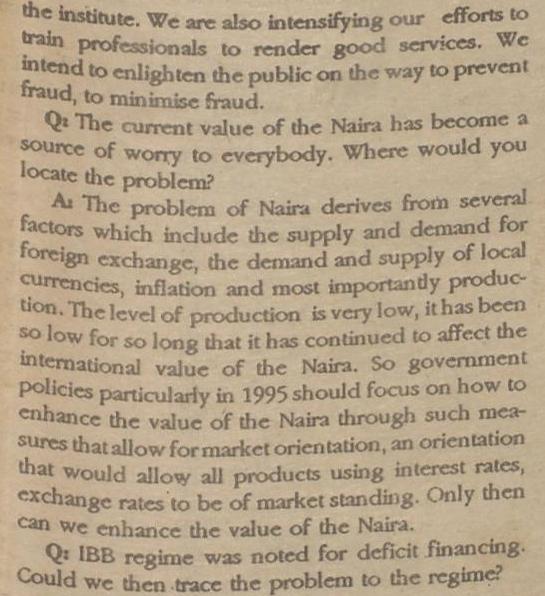 the institute. We are also intensifying our efforts to
train professionals to render good services. We
intend to enlighten the public on the way to prevent
fraud, to minimise fraud.
Q: The current value of the Naira has become a
source of worry to everybody. Where would you
locate the problem?
A: The problem of Naira derives from several
factors which include the supply and demand for
foreign exchange, the demand and supply of local
currencies, inflation and most importantly produc-
tion. The level of production is very low, it has been
so low for so long that it has continued to affect the
international value of the Naira. So government
policies particularly in 1995 should focus on how to
enhance the value of the Naira through such mea-
sures that allow for market orientation, an orientation
that would allow all products using interest rates,
exchange rates to be of market standing. Only then
can we enhance the value of the Naira.
Q: IBB regime was noted for deficit financing.
Could we then trace the problem to the regime?